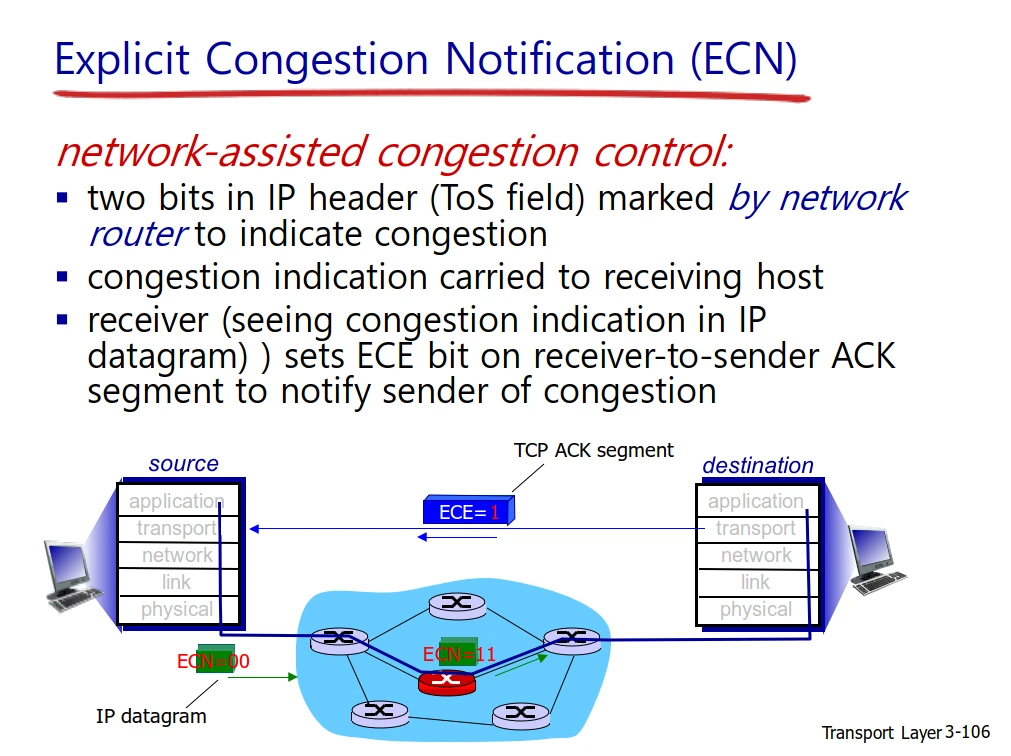 Explicit Congestion Notification (ECN)
network-assisted congestion control:
two bits in IP header (ToS field) marked by network
router to indicate congestion
congestion indication carried to receiving host
receiver (seeing congestion indication in IP
datagram) ) sets ECE bit on receiver-to-sender ACK
segment to notify sender of congestion
TCP ACK segment
source
destination
application
transport
network
link
physical
ECE=1
application
transport
network
link
physical
ECN=00
ECN=11
IP datagram
Transport Layer 3-106